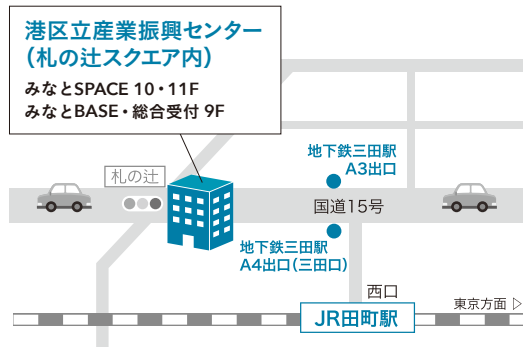 港区立産業振興センター
（札の辻スクエア内）
みなとSPACE 10・11F
みなとBASE・総合受付 9F
地下鉄三田駅
A3出口
札の辻
国道15号
地下鉄三田駅
A4出口（三田口）
西口
東京方面 ▷
JR田町駅